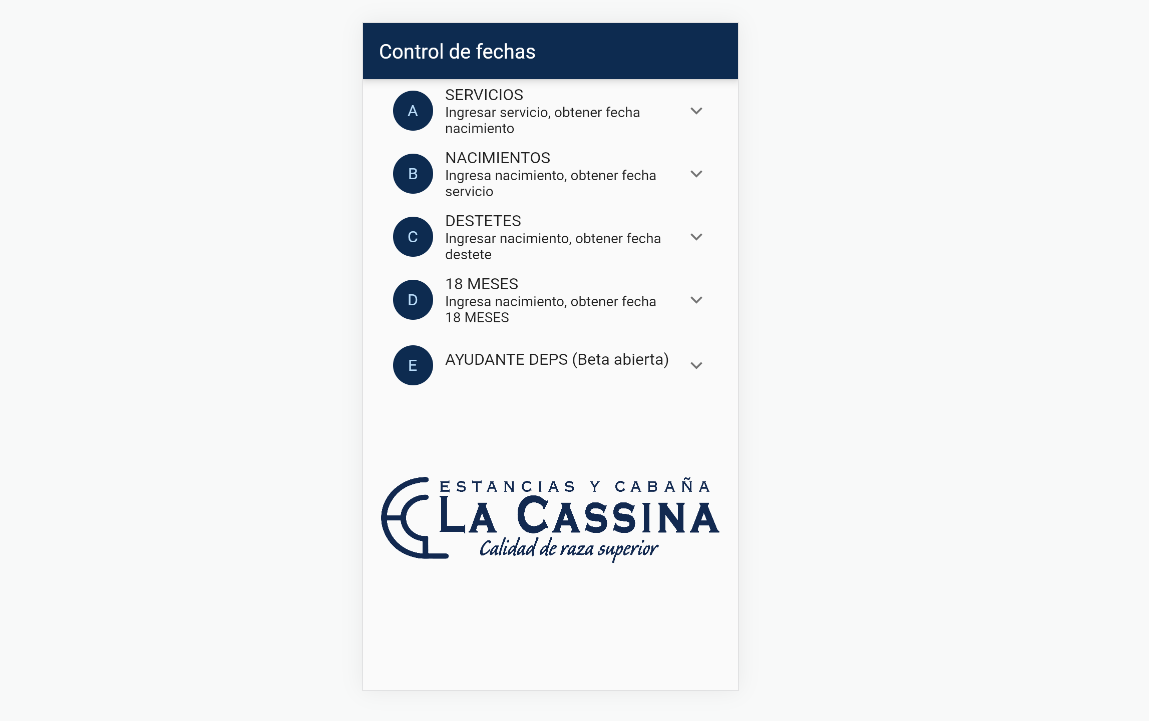 Control de fechas
A
SERVICIOS
Ingresar servicio, obtener fecha
nacimiento
B
NACIMIENTOS
Ingresa nacimiento, obtener fecha
servicio
C
DESTETES
Ingresar nacimiento, obtener fecha
destete
D
18 MESES
Ingresa nacimiento, obtener fecha
18 MESES
E
AYUDANTE DEPS (Beta abierta)
ESTANCIAS Y CABAÑA
LA CASSINA
Calidad de raza superior